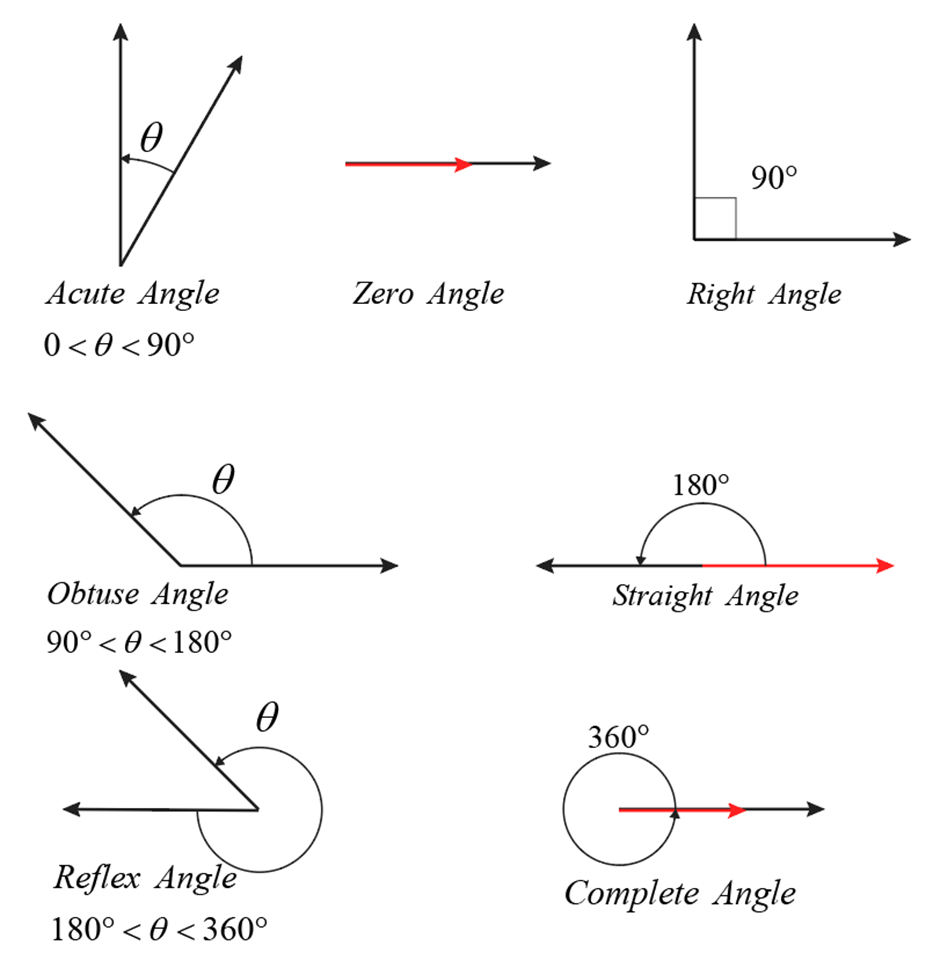 θ
90°
Acute Angle
Zero Angle
Right Angle
0 < θ < 90°
θ
180°
Obtuse Angle
Straight Angle
90° < θ < 180°
θ
360°
Reflex Angle
Complete Angle
180° < θ < 360°